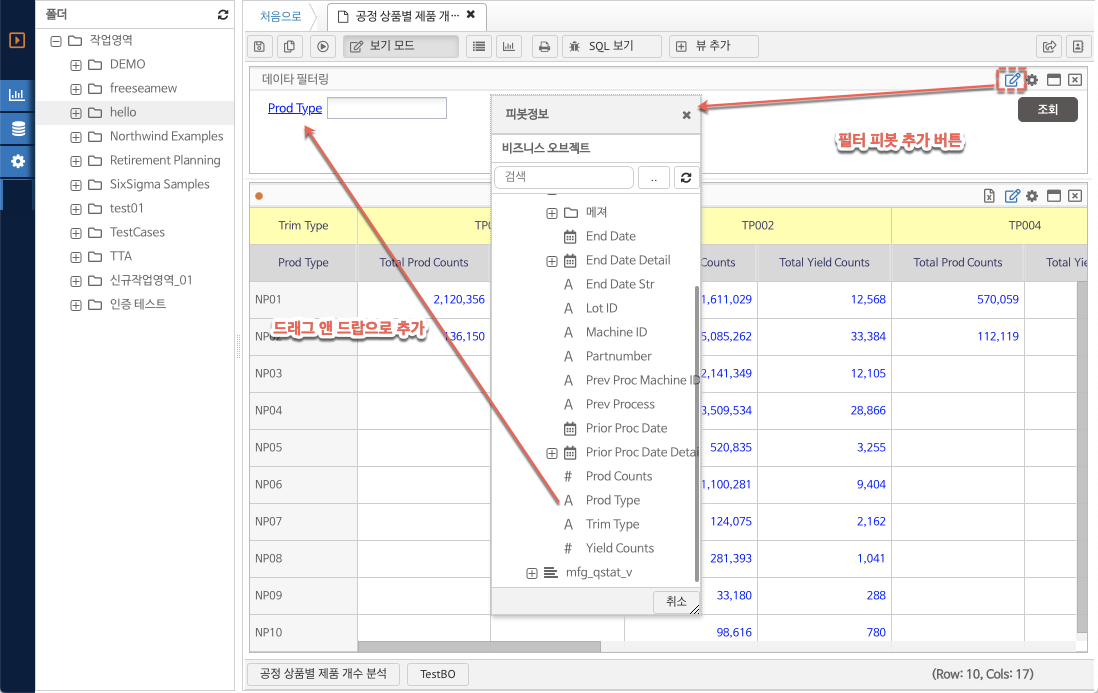 폴더
작업영역
DEMO
freeseamew
hello
Northwind Examples
Retirement Planning
SixSigma Samples
test01
TestCases
TTA
신규작업영역_01
인증 테스트
처음으로
공정 상품별 제품 개···
보기 모드
SQL 보기
뷰 추가
데이타 필터링
Prod Type
조회
필터 피봇 추가 버튼
드래그 앤 드랍으로 추가
피봇정보
비즈니스 오브젝트
검색
..
메져
End Date
End Date Detail
End Date Str
Lot ID
Machine ID
Partnumber
Prev Proc Machine ID
Prev Process
Prior Proc Date
Prior Proc Date Detai
Prod Counts
Prod Type
Trim Type
Yield Counts
mfg_qstat_v
취소
Trim Type TP002 TP004
Prod Type Total Prod Counts Counts Total Yield Counts Total Prod Counts Total Yie
NP01 2,120,356 1,611,029 12,568 570,059
NP02 136,150 5,085,262 33,384 112,119
NP03 2,141,349 12,105
NP04 3,509,534 28,866
NP05 520,835 3,255
NP06 1,100,281 9,404
NP07 124,075 2,162
NP08 281,393 1,041
NP09 33,180 288
NP10 98,616 780
공정 상품별 제품 개수 분석
TestBO
(Row: 10, Cols: 17)